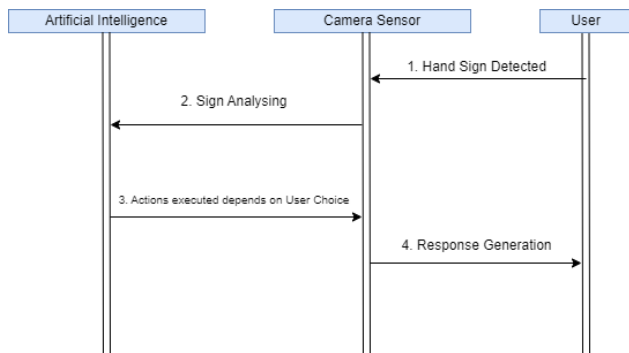 Artificial Intelligence
Camera Sensor
User
1. Hand Sign Detected
2. Sign Analysing
3. Actions executed depends on User Choice
4. Response Generation